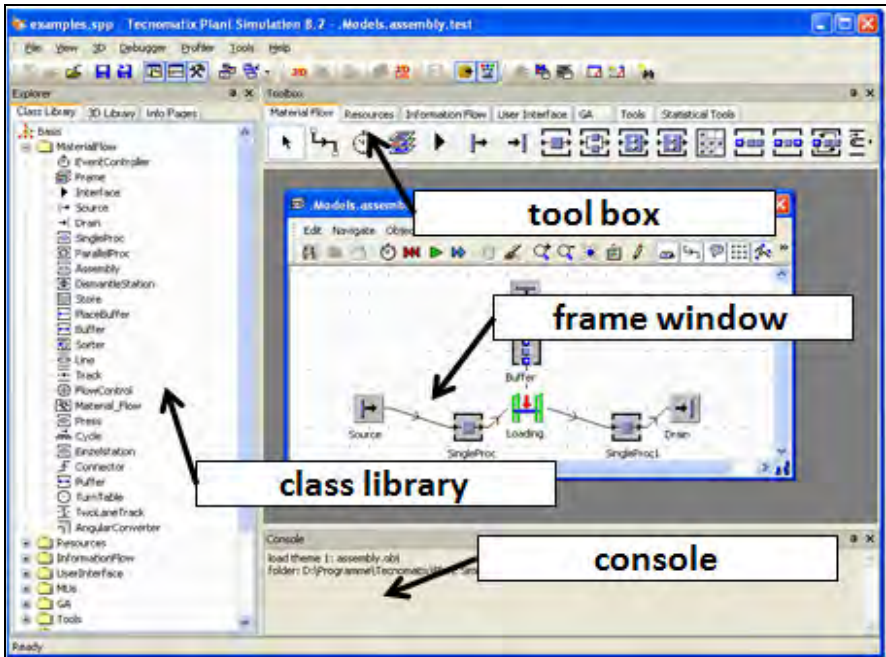 examples.spp Tecnomatix Plant Simulation 8.2 - .Models.assembly.test
File View 3D Debugger Profiler Tools Help
Explorer
Class Library 3D Library Info Pages
Basis
MaterialFlow
EventController
Frame
Interface
Source
Drain
SingleProc
ParallelProc
Assembly
DismantleStation
Store
PlaceBuffer
Buffer
Sorter
Line
Track
FlowControl
Material_Flow
Press
Cycle
Einzelstation
Connector
Puffer
TurnTable
TwoLaneTrack
AngularConverter
Resources
InformationFlow
UserInterface
MUs
GA
Tools
Toolbox
Material Flow Resources Information Flow User Interface GA Tools Statistical Tools
tool box
.Models.assemb
Edit Navigate Objec
frame window
Buffer
Source
SingleProc
Loading
SingleProc1
Drain
class library
Console
load theme 1: assembly.obj
folder: D:\Programme\Tecnomatix
console
Ready